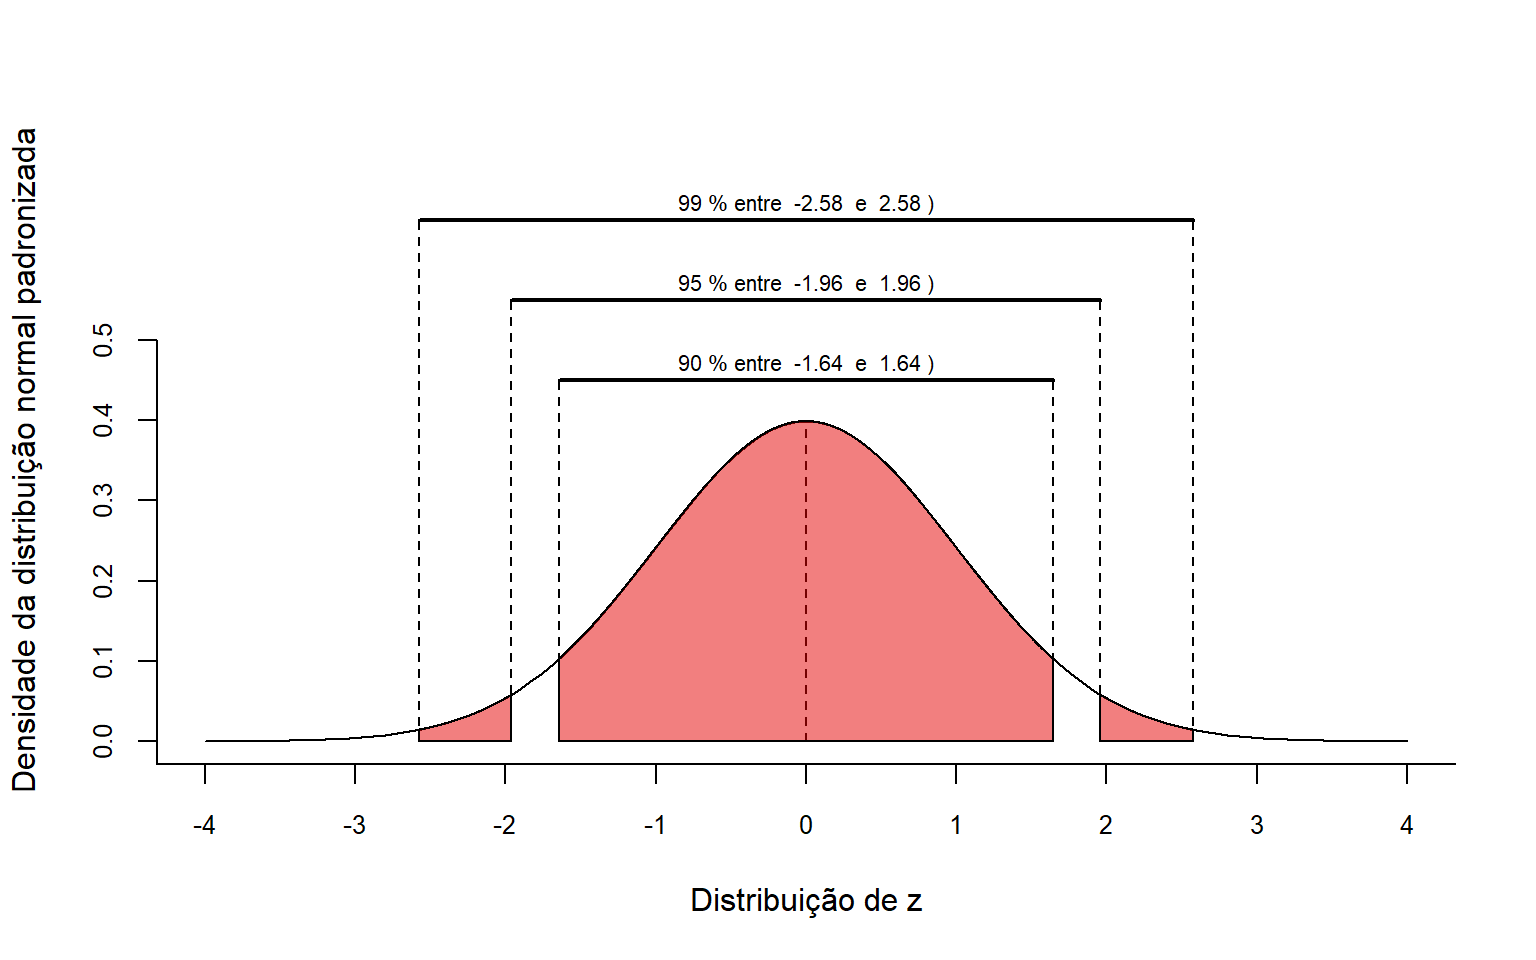 99 % entre  -2.58  e  2.58 )
95 % entre  -1.96  e  1.96 )
90 % entre  -1.64  e  1.64 )
Densidade da distribuição normal padronizada
0.5
0.4
0.3
0.2
0.1
0.0
-4 -3 -2 -1 0 1 2 3 4
Distribuição de z